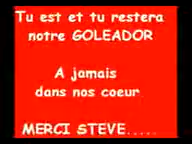 Tu est et tu restera
notre GOLEADOR
A jamais
dans nos coeur
MERCI STEVE.....